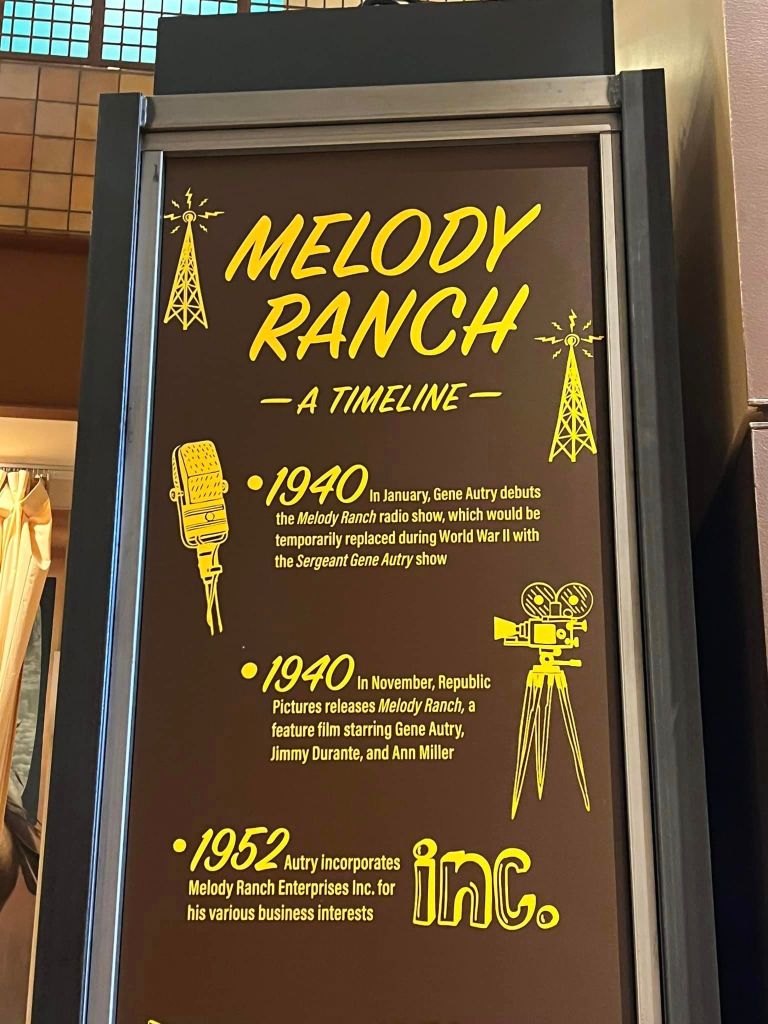 MELODY
RANCH
— A TIMELINE —
• 1940 In January, Gene Autry debuts
the Melody Ranch radio show, which would be
temporarily replaced during World War II with
the Sergeant Gene Autry show
• 1940 In November, Republic
Pictures releases Melody Ranch, a
feature film starring Gene Autry,
Jimmy Durante, and Ann Miller
• 1952 Autry incorporates
Melody Ranch Enterprises Inc. for
his various business interests
inc.